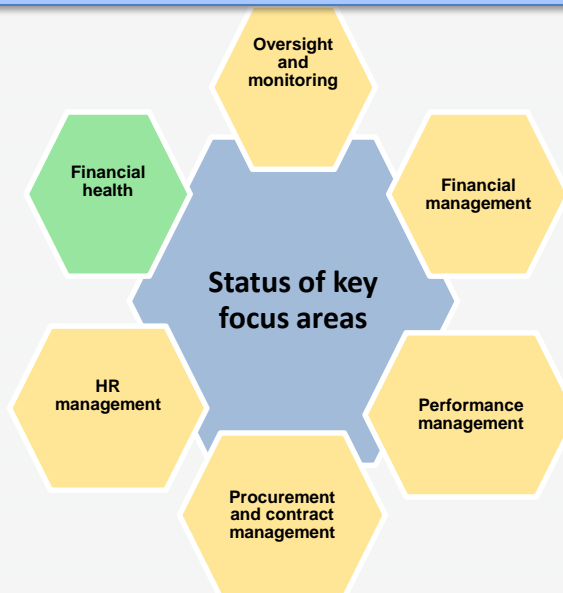 Oversight
and
monitoring
Financial
health
Financial
management
Status of key
focus areas
HR
management
Performance
management
Procurement
and contract
management